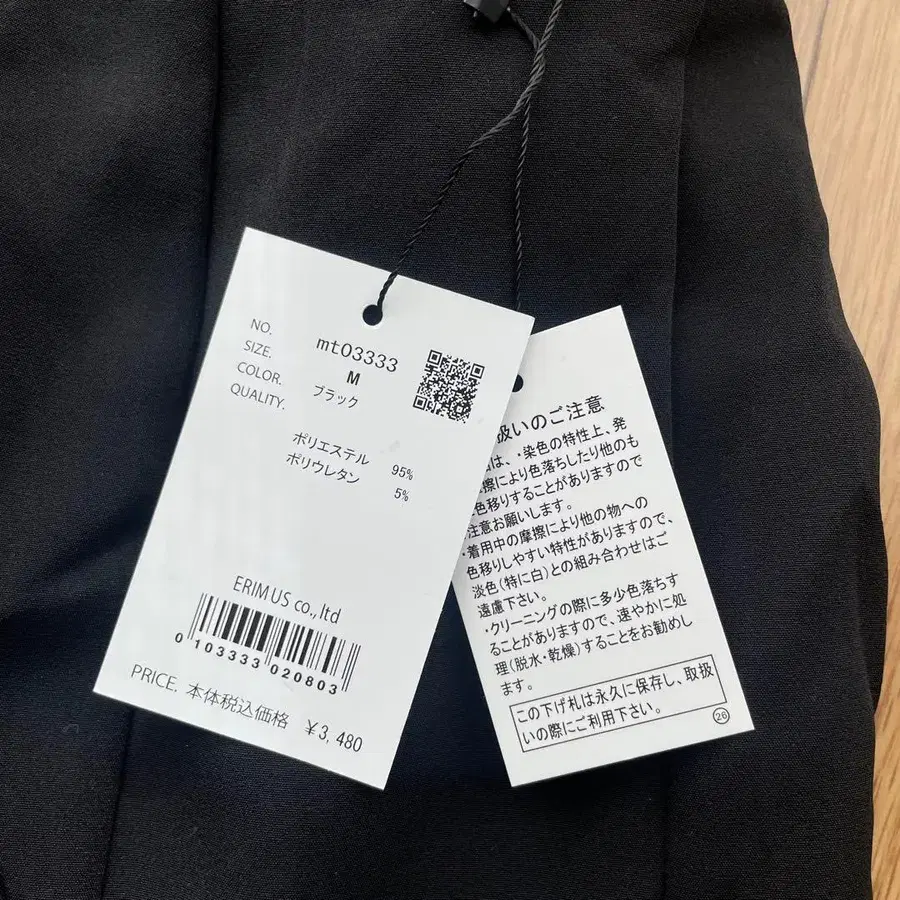 NO. mt03333
SIZE. M
COLOR. ブラック
QUALITY.
ポリエステル 95%
ポリウレタン 5%
ERIMUS co., ltd
0 103333 020803
PRICE. 本体税込価格 ¥3,480
扱いのご注意
は、・染色の特性上、発
擦により色落ちしたり他のも
色移りすることがありますので
注意お願いします。
・着用中の摩擦により他の物への
色移りしやすい特性がありますので、
淡色(特に白)との組み合わせはご
遠慮下さい。
・クリーニングの際に多少色落ちす
ることがありますので、速やかに処
理(脱水・乾燥)することをお勧めし
ます。
この下げ札は永久に保存し、取扱
いの際にご利用下さい。
26